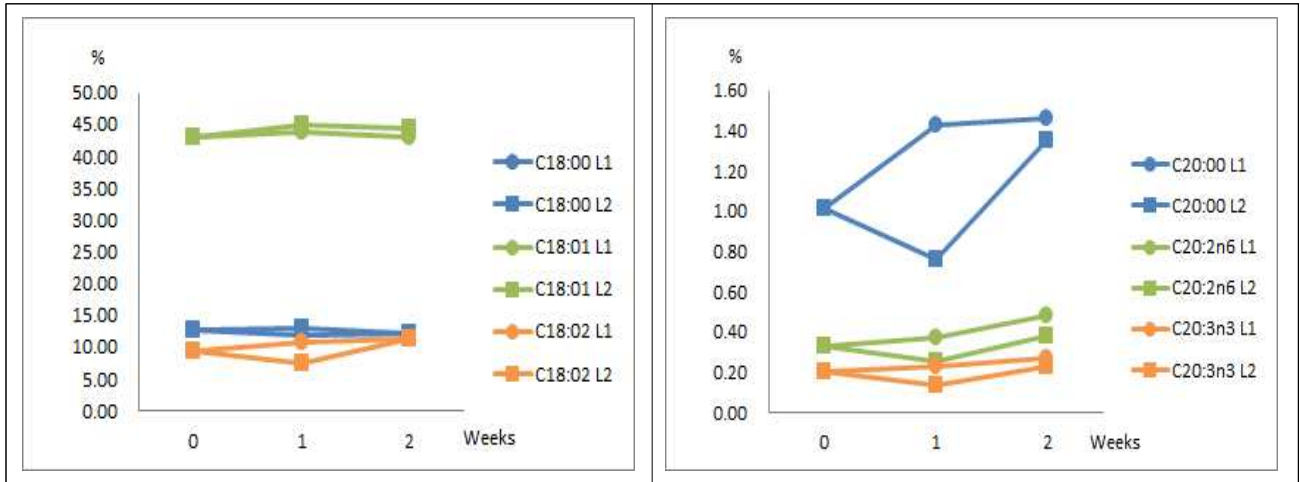 %
50.00
45.00
40.00
35.00
30.00
25.00
20.00
15.00
10.00
5.00
0.00
0 1 2 Weeks
C18:00 L1
C18:00 L2
C18:01 L1
C18:01 L2
C18:02 L1
C18:02 L2
%
1.60
1.40
1.20
1.00
0.80
0.60
0.40
0.20
0.00
0 1 2 Weeks
C20:00 L1
C20:00 L2
C20:2n6 L1
C20:2n6 L2
C20:3n3 L1
C20:3n3 L2